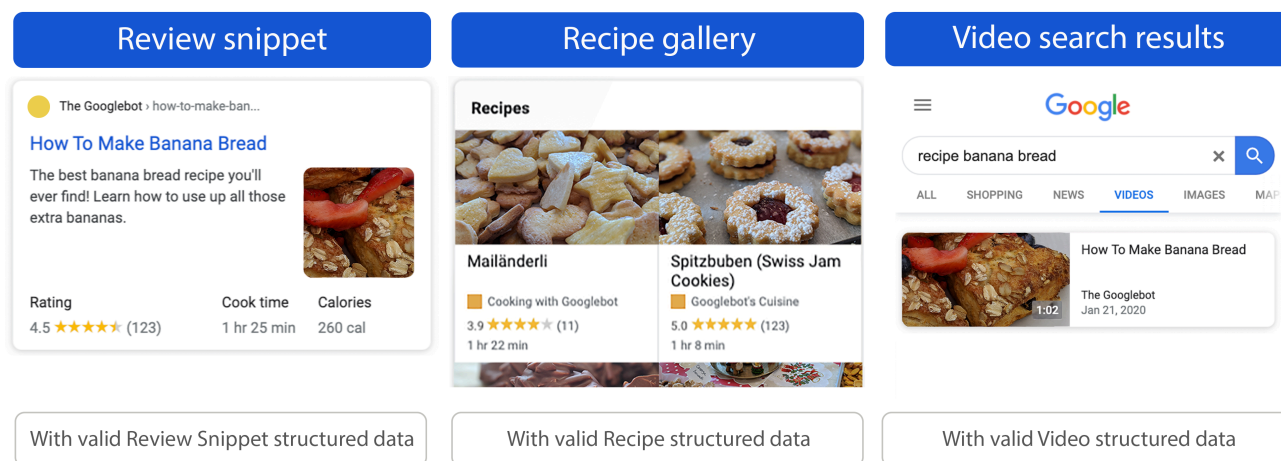 Review snippet
The Googlebot › how-to-make-ban...
How To Make Banana Bread
The best banana bread recipe you'll
ever find! Learn how to use up all those
extra bananas.
Rating
Cook time
Calories
4.5
(123)
1 hr 25 min
260 cal
With valid Review Snippet structured data
Recipe gallery
Recipes
Mailänderli
Cooking with Googlebot
3.9
(11)
1 hr 22 min
Spitzbuben (Swiss Jam
Cookies)
Googlebot's Cuisine
5.0
(123)
1 hr 8 min
With valid Recipe structured data
Video search results
Google
recipe banana bread
ALL
SHOPPING
NEWS
VIDEOS
IMAGES
MAP
1:02
How To Make Banana Bread
The Googlebot
Jan 21, 2020
With valid Video structured data